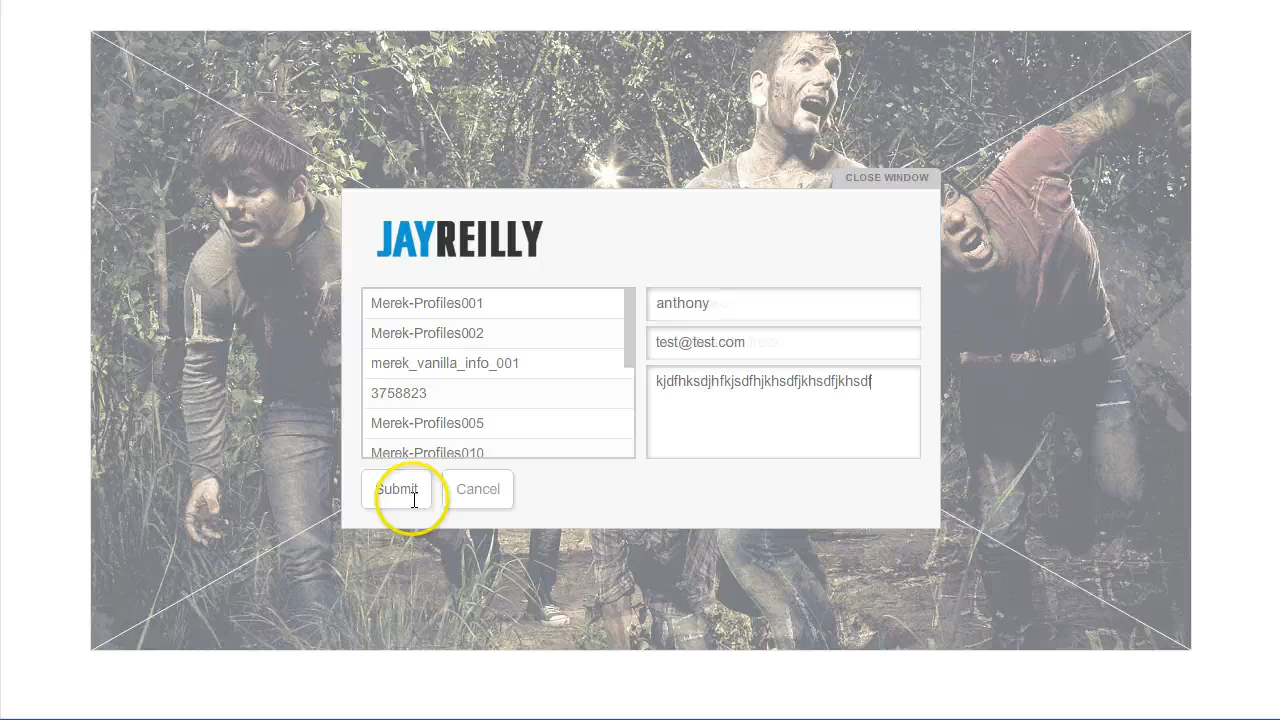 CLOSE WINDOW
JAYREILLY
Merek-Profiles001
Merek-Profiles002
merek_vanilla_info_001
3758823
Merek-Profiles005
Merek-Profiles010
anthony
test@test.com
kjdfhksdjhfkjsdfhjkhsdfjkhsdfjkhsdf
Submit
Cancel